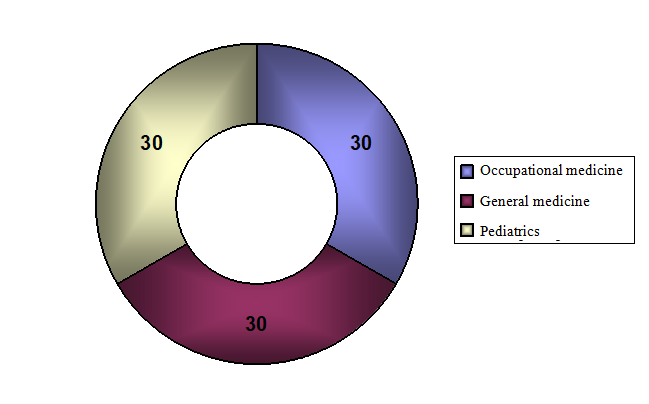 30
30
30
Occupational medicine
General medicine
Pediatrics